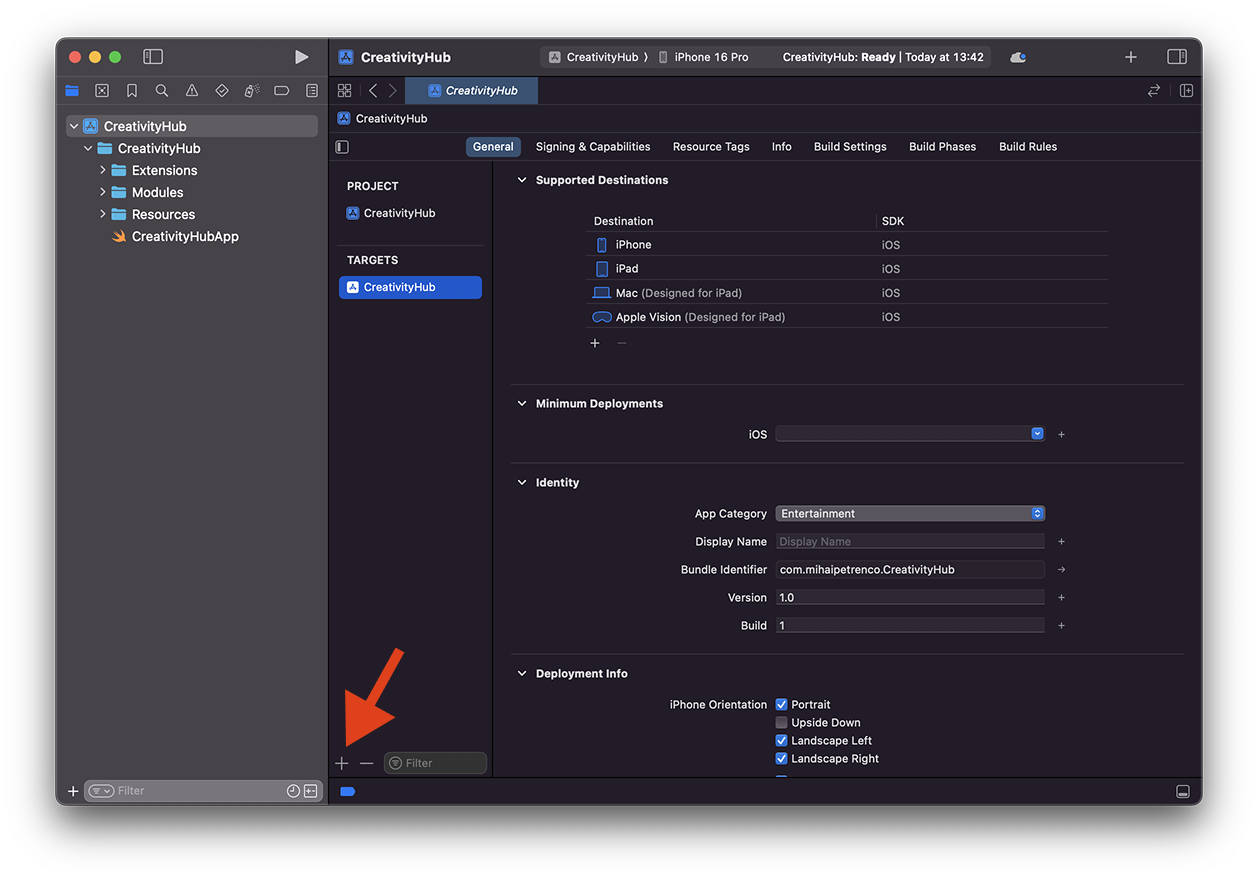 CreativityHub
CreativityHub ⟩ iPhone 16 Pro
CreativityHub: Ready | Today at 13:42
CreativityHub
CreativityHub
CreativityHub
CreativityHub
Extensions
Modules
Resources
CreativityHubApp
Filter
General Signing & Capabilities Resource Tags Info Build Settings Build Phases Build Rules
PROJECT
CreativityHub
TARGETS
CreativityHub
Filter
Supported Destinations
Destination SDK
iPhone iOS
iPad iOS
Mac (Designed for iPad) iOS
Apple Vision (Designed for iPad) iOS
Minimum Deployments
iOS
Identity
App Category Entertainment
Display Name Display Name
Bundle Identifier com.mihaipetrenco.CreativityHub
Version 1.0
Build 1
Deployment Info
iPhone Orientation Portrait
Upside Down
Landscape Left
Landscape Right